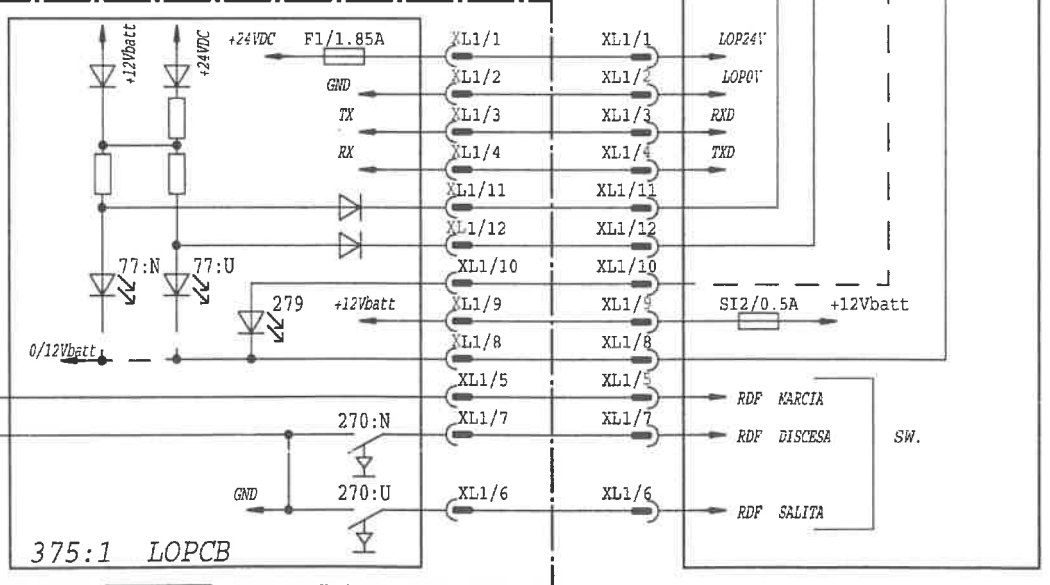 +12Vbatt
+24VDC
+24VDC F1/1.85A XL1/1 XL1/1 LOP24V
GND XL1/2 XL1/2 LOP0V
TX XL1/3 XL1/3 RXD
RX XL1/4 XL1/4 TXD
XL1/11 XL1/11
XL1/12 XL1/12
77:N 77:U XL1/10 XL1/10
279 +12Vbatt XL1/9 XL1/9 SI2/0.5A +12Vbatt
0/12Vbatt XL1/8 XL1/8
XL1/5 XL1/5 RDF MARCIA
270:N XL1/7 XL1/7 RDF DISCESA SW.
GND 270:U XL1/6 XL1/6 RDF SALITA
375:1 LOPCB